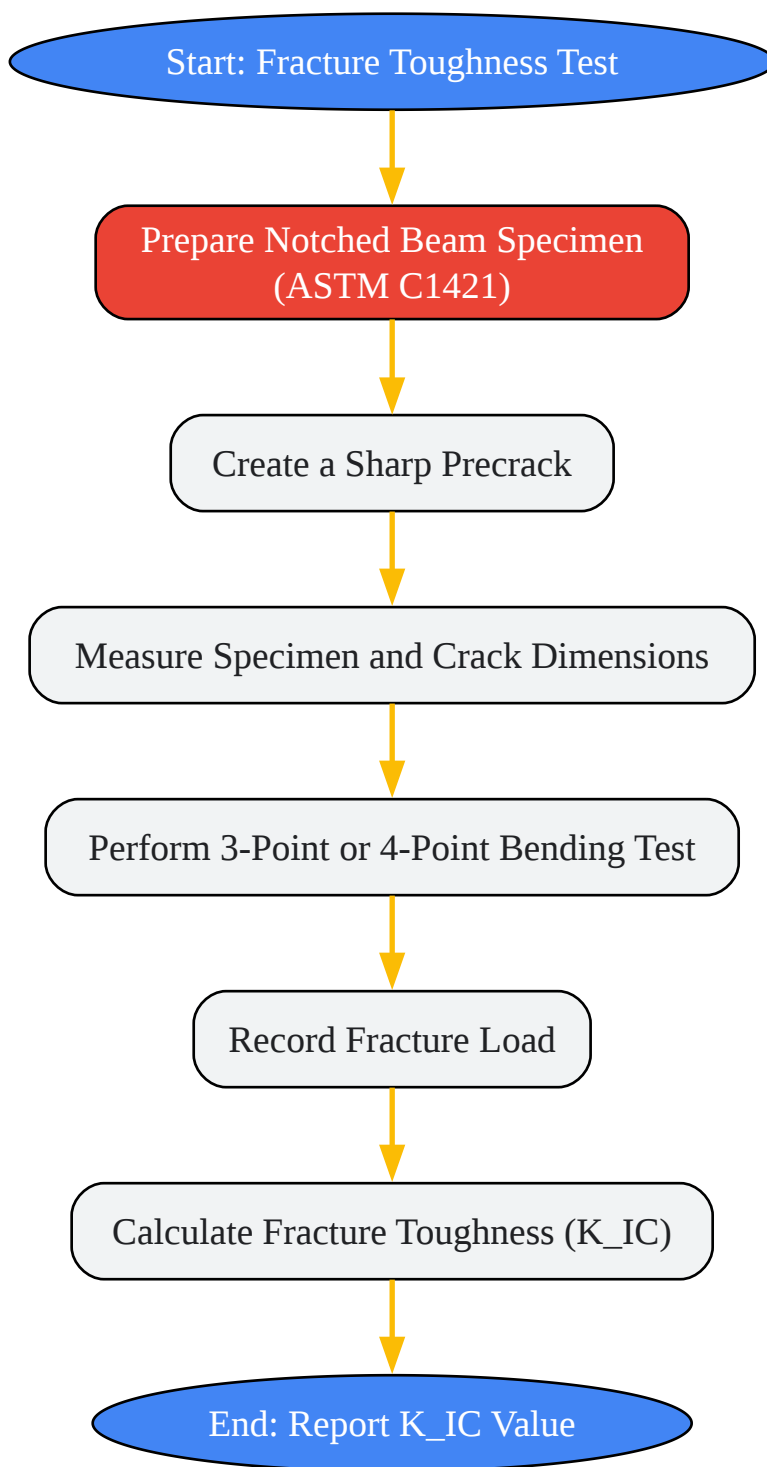 Start: Fracture Toughness Test
Prepare Notched Beam Specimen
(ASTM C1421)
Create a Sharp Precrack
Measure Specimen and Crack Dimensions
Perform 3-Point or 4-Point Bending Test
Record Fracture Load
Calculate Fracture Toughness (K_IC)
End: Report K_IC Value